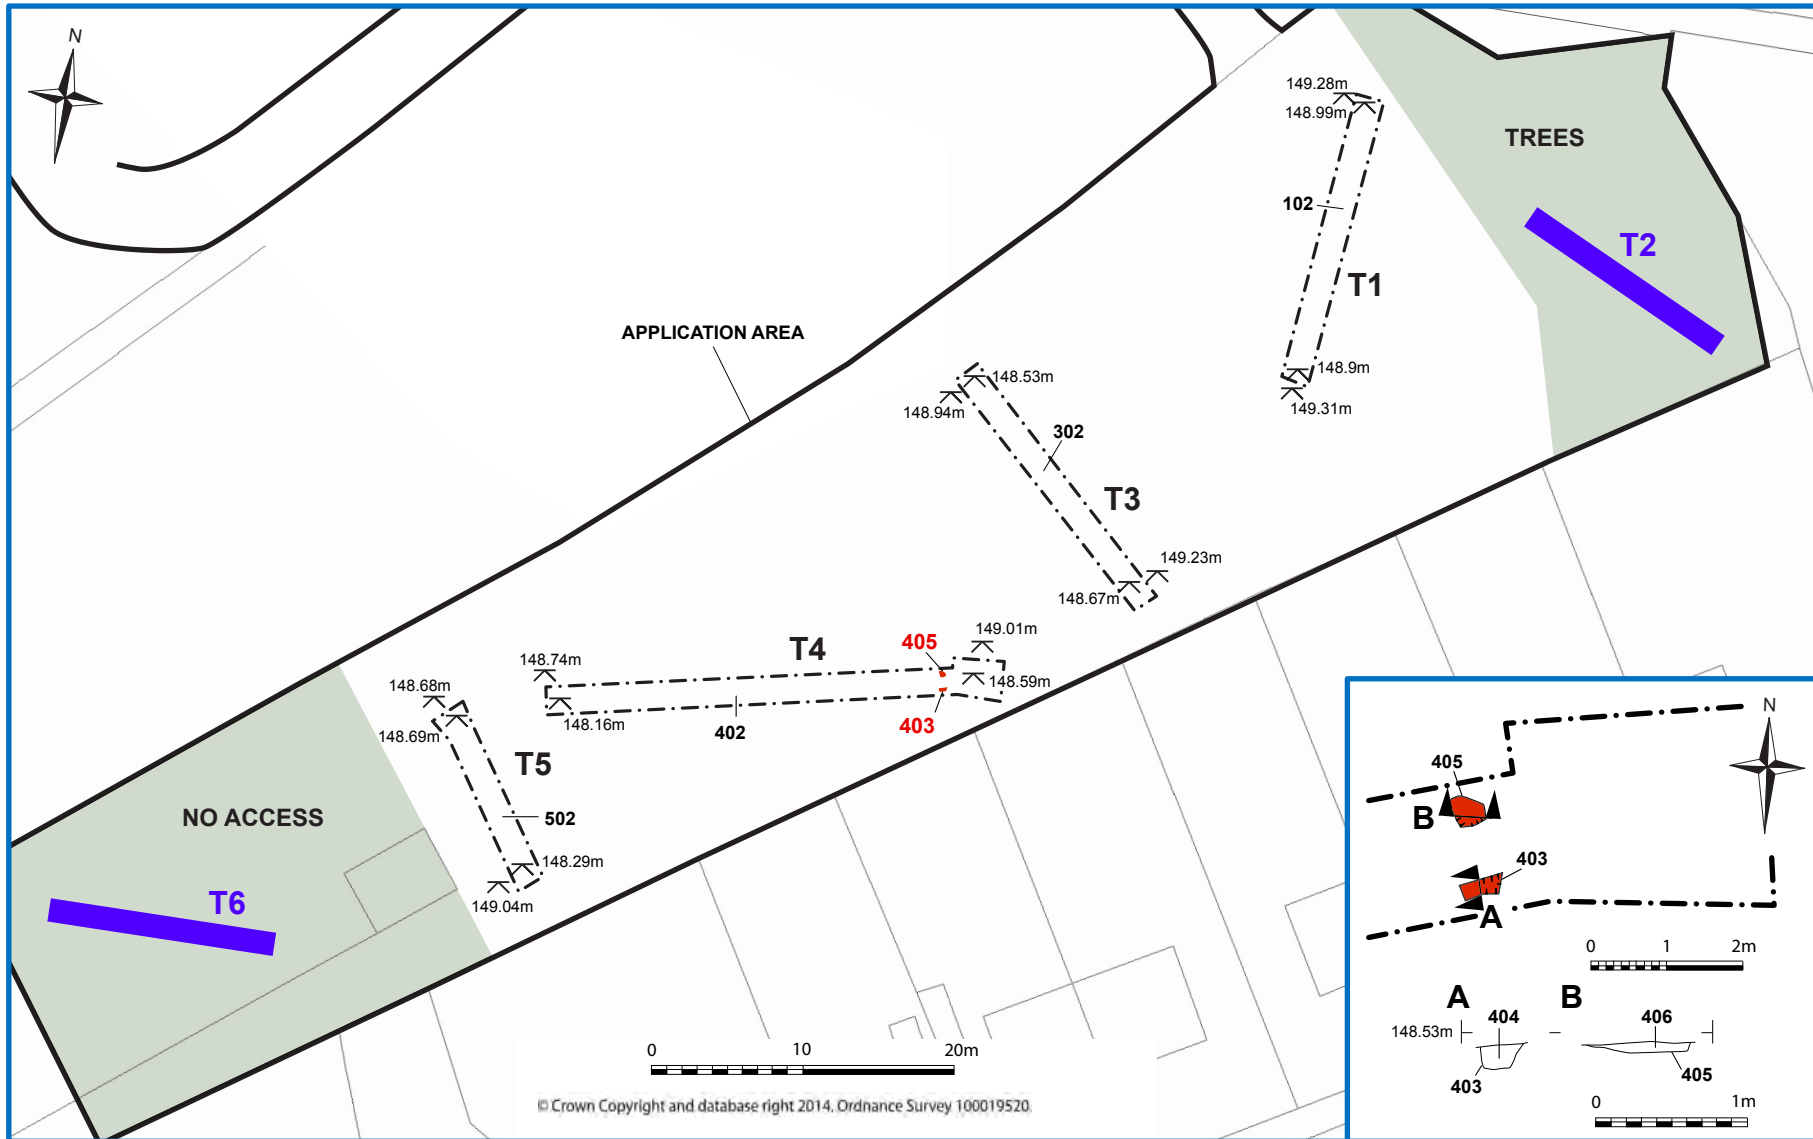 N
149.28m
148.99m
TREES
102
T2
T1
APPLICATION AREA
148.9m
148.53m
149.31m
148.94m
302
T3
149.23m
148.67m
149.01m
405
T4
148.74m
148.59m
148.68m
148.16m
403
402
148.69m
T5
NO ACCESS
502
148.29m
T6
149.04m
0 10 20m
© Crown Copyright and database right 2014. Ordnance Survey 100019520.
N
405
B
403
A
0 1 2m
A B
404 406
148.53m
403 405
0 1m